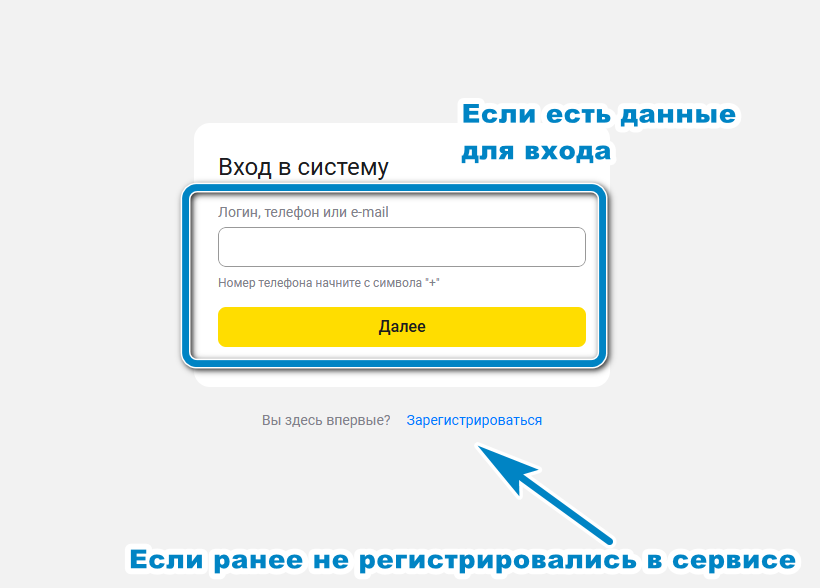 Если есть данные
для входа
Вход в систему
Логин, телефон или e-mail
Номер телефона начните с символа "+"
Далее
Вы здесь впервые? Зарегистрироваться
Если ранее не регистрировались в сервисе